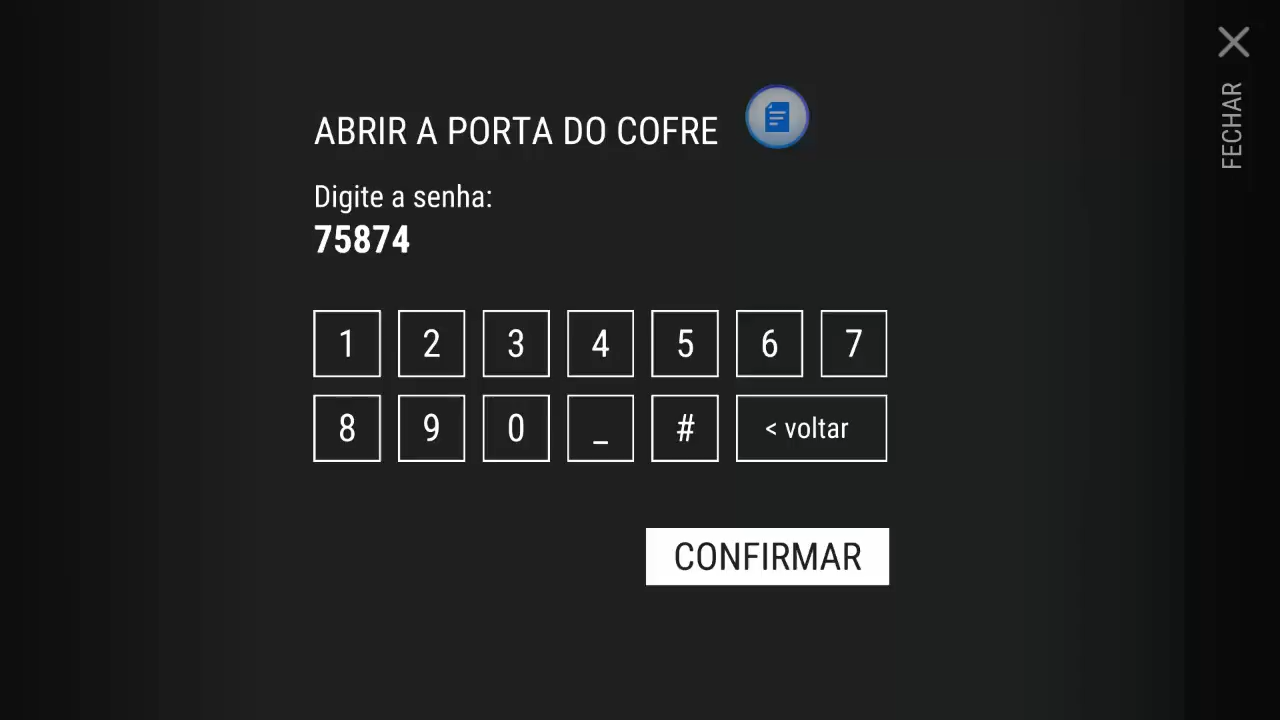 ABRIR A PORTA DO COFRE
Digite a senha:
75874
1 2 3 4 5 6 7
8 9 0 _ # < voltar
CONFIRMAR
FECHAR